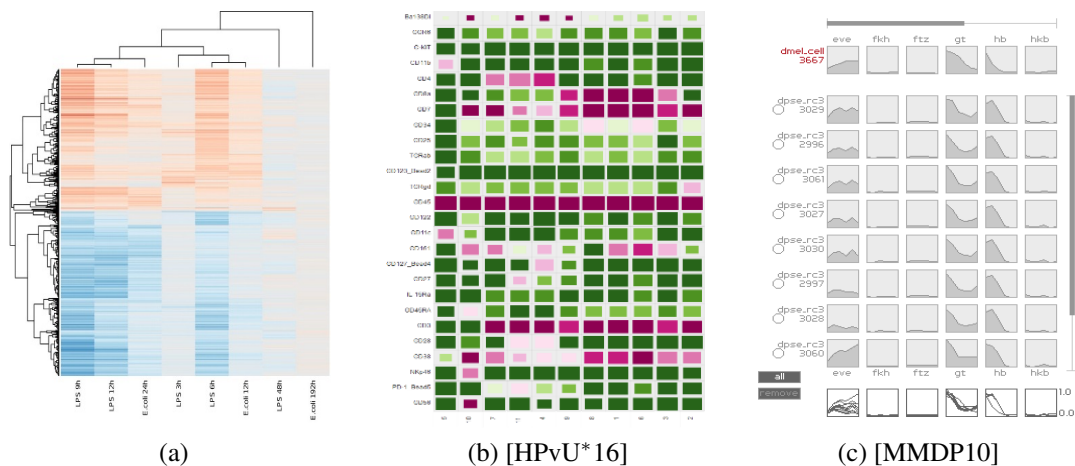 LPS 9h
LPS 12h
E.coli 24h
LPS 3h
LPS 6h
E.coli 12h
LPS 48h
E.coli 192h
(a)
CCR6
C-KIT
CD11b
CD4
CD8a
CD7
CD34
CD25
TCRab
TCRgd
CD45
CD122
CD11c
CD161
CD127_Bead4
CD27
IL-15Ra
CD45RA
CD3
CD28
CD38
NKp46
CD56
(b) [HPvU*16]
eve fkh ftz gt hb hkb
dmel_cell
3667
dpse_rc3
3029
dpse_rc3
2996
dpse_rc3
3061
dpse_rc3
3027
dpse_rc3
3030
dpse_rc3
2997
dpse_rc3
3028
dpse_rc3
3060
eve fkh ftz gt hb hkb
all
remove
1.0
0.0
(c) [MMDP10]